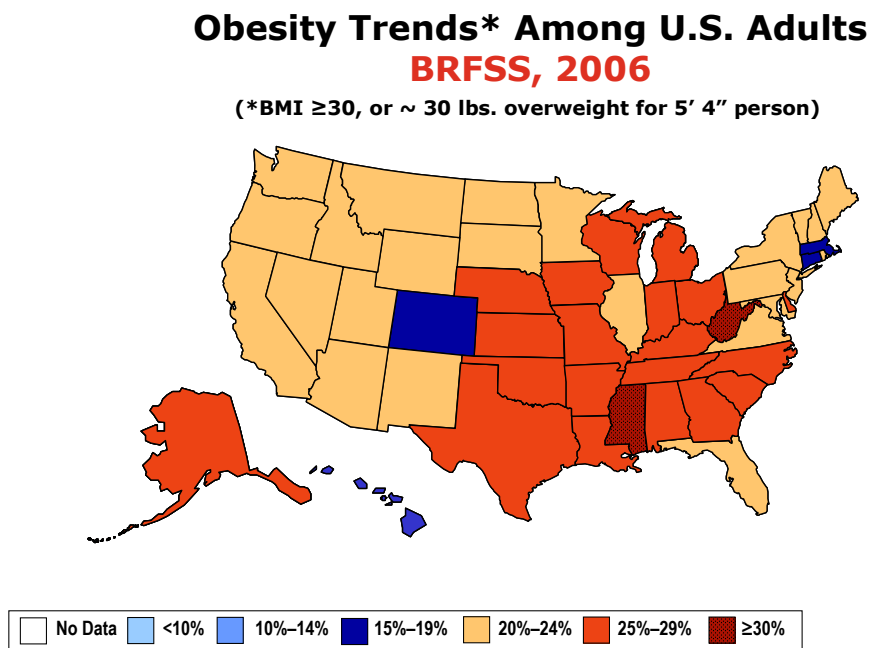 Obesity Trends* Among U.S. Adults
BRFSS, 2006
(*BMI ≥30, or ~ 30 lbs. overweight for 5’ 4” person)
No Data <10% 10%–14% 15%–19% 20%–24% 25%–29% ≥30%